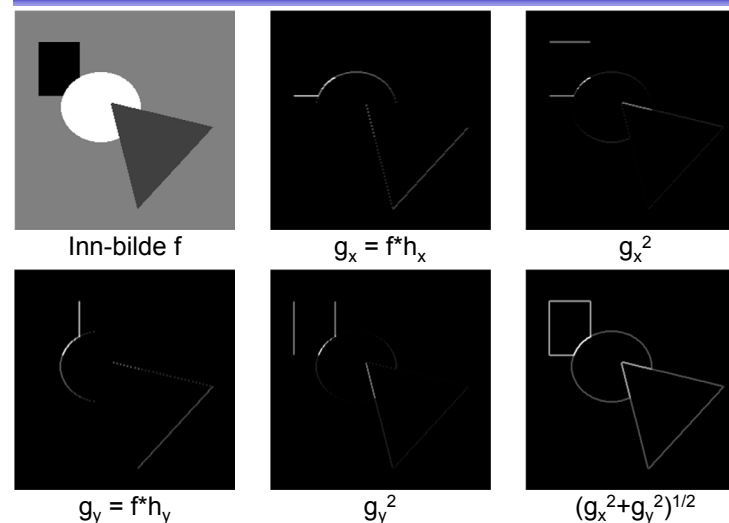 Inn-bilde f
g_x = f*h_x
g_x^2
g_y = f*h_y
g_y^2
(g_x^2+g_y^2)^1/2